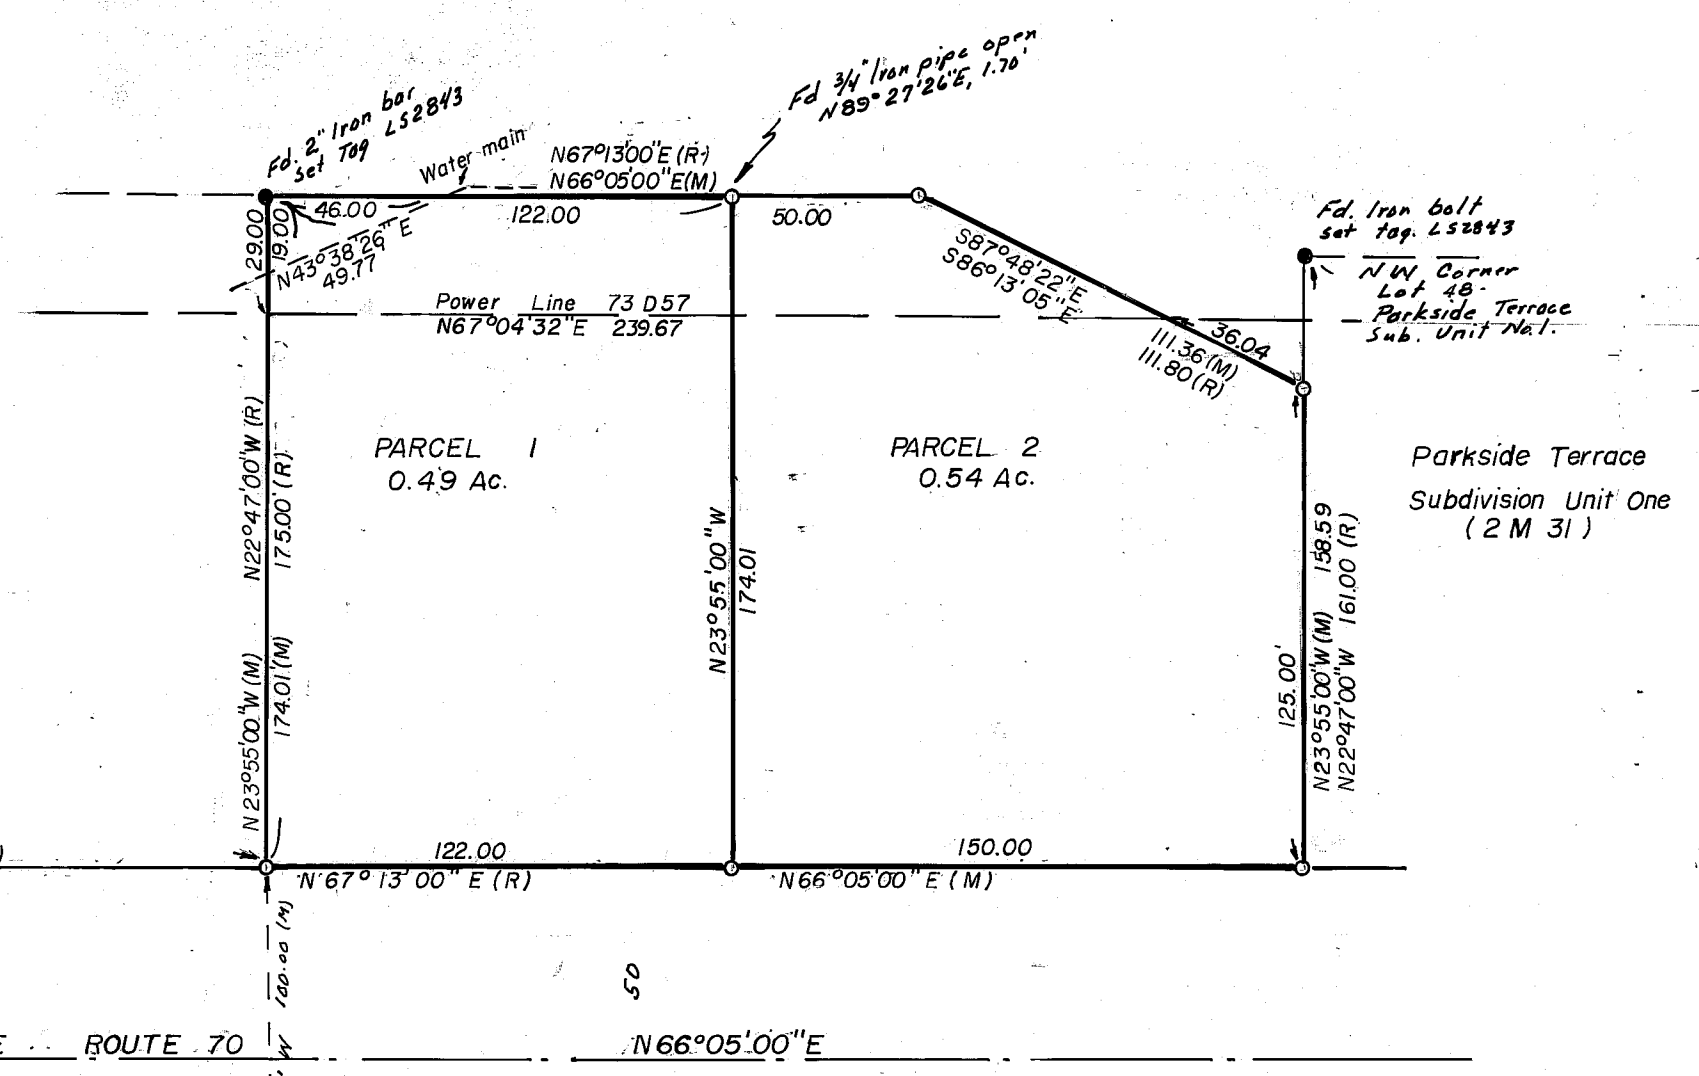 Fd 3/4" Iron pipe open
N89°27'26"E, 1.70'
Fd. 2" Iron bar
set Tag LS2843
Water main
N67°13'00"E (R)
N66°05'00"E (M)
46.00
122.00
50.00
29.00
19.00
N43°38'26"E
49.77
S87°48'22"E
S86°13'05"E
Fd. Iron bolt
set tag. LS2843
NW Corner
Lot 48
Parkside Terrace
Sub. Unit No.1.
Power Line 73 D57
N67°04'32"E 239.67
36.04
111.36 (M)
111.80 (R)
PARCEL 1
0.49 Ac.
PARCEL 2
0.54 Ac.
Parkside Terrace
Subdivision Unit One
( 2 M 31 )
N22°47'00"W (R)
175.00' (R)
N23°55'00"W (M)
174.01 (M)
N23°55'00"W
174.01
125.00'
N23°55'00"W (M) 158.59
N22°47'00"W 161.00 (R)
122.00
N67°13'00" E (R)
150.00
N66°05'00" E (M)
100.00 (M)
W
50
E
ROUTE 70
N66°05'00"E